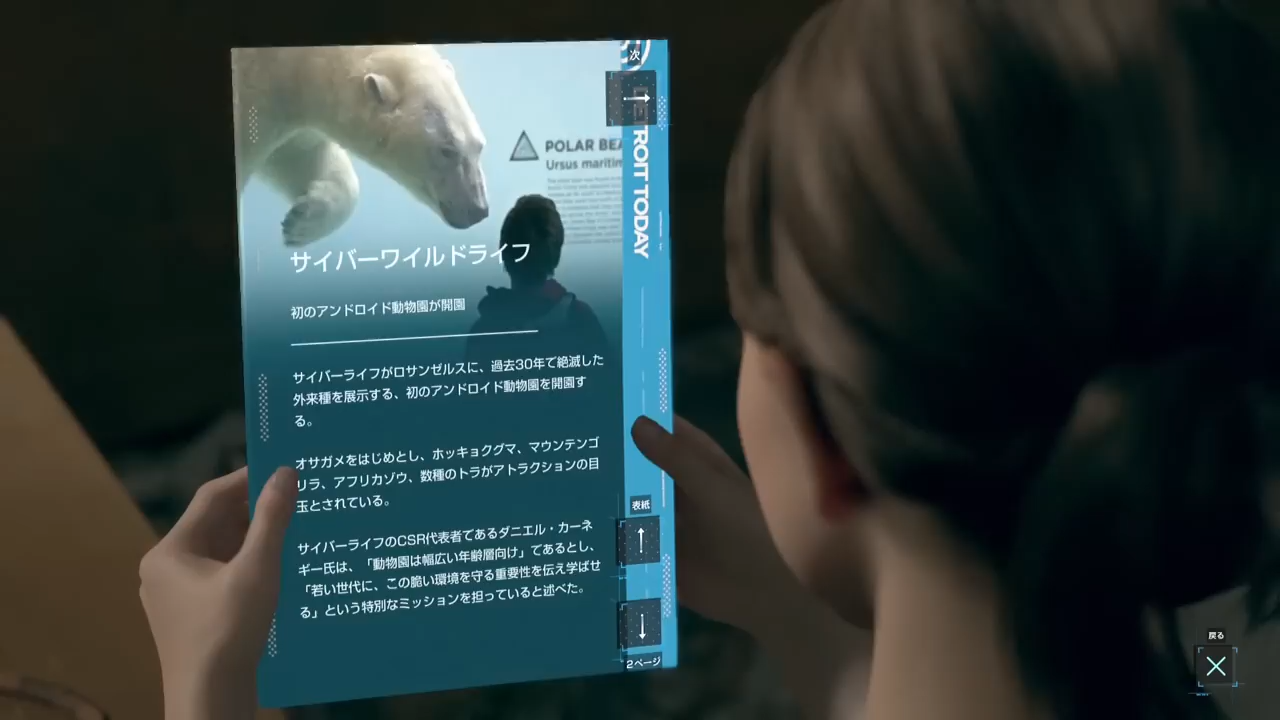 次
POLAR BEA
Ursus maritim
TROIT TODAY
サイバーワイルドライフ
初のアンドロイド動物園が開園
サイバーライフがロサンゼルスに、過去30年で絶滅した
外来種を展示する、初のアンドロイド動物園を開園す
る。
オサガメをはじめとし、ホッキョクグマ、マウンテンゴ
リラ、アフリカゾウ、数種のトラがアトラクションの目
玉とされている。
サイバーライフのCSR代表者であるダニエル・カーネ
ギー氏は、「動物園は幅広い年齢層向け」であるとし、
「若い世代に、この脆い環境を守る重要性を伝え学ばせ
る」という特別なミッションを担っていると述べた。
表紙
2ページ
戻る